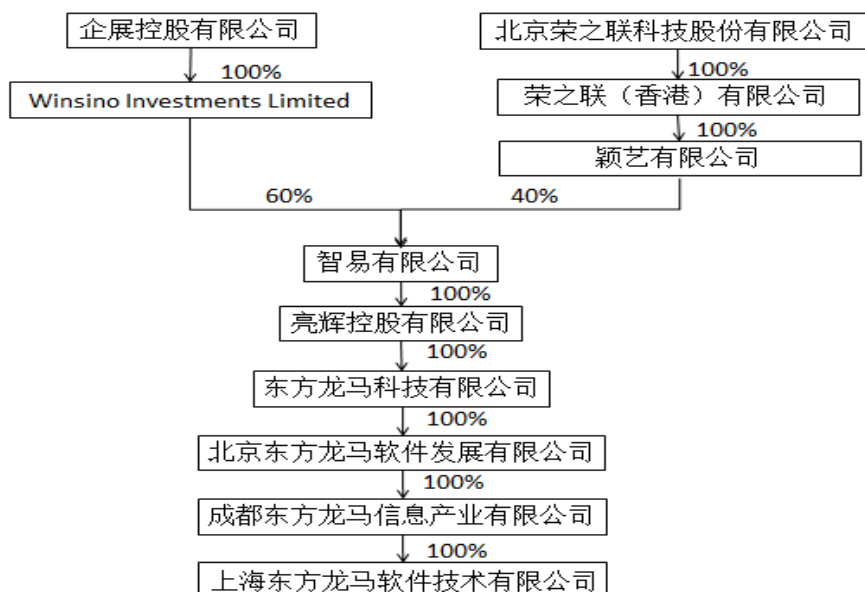 企展控股有限公司
北京荣之联科技股份有限公司
100%
100%
Winsino Investments Limited
荣之联（香港）有限公司
100%
颖艺有限公司
60%
40%
智易有限公司
100%
亮辉控股有限公司
100%
东方龙马科技有限公司
100%
北京东方龙马软件发展有限公司
100%
成都东方龙马信息产业有限公司
100%
上海东方龙马软件技术有限公司